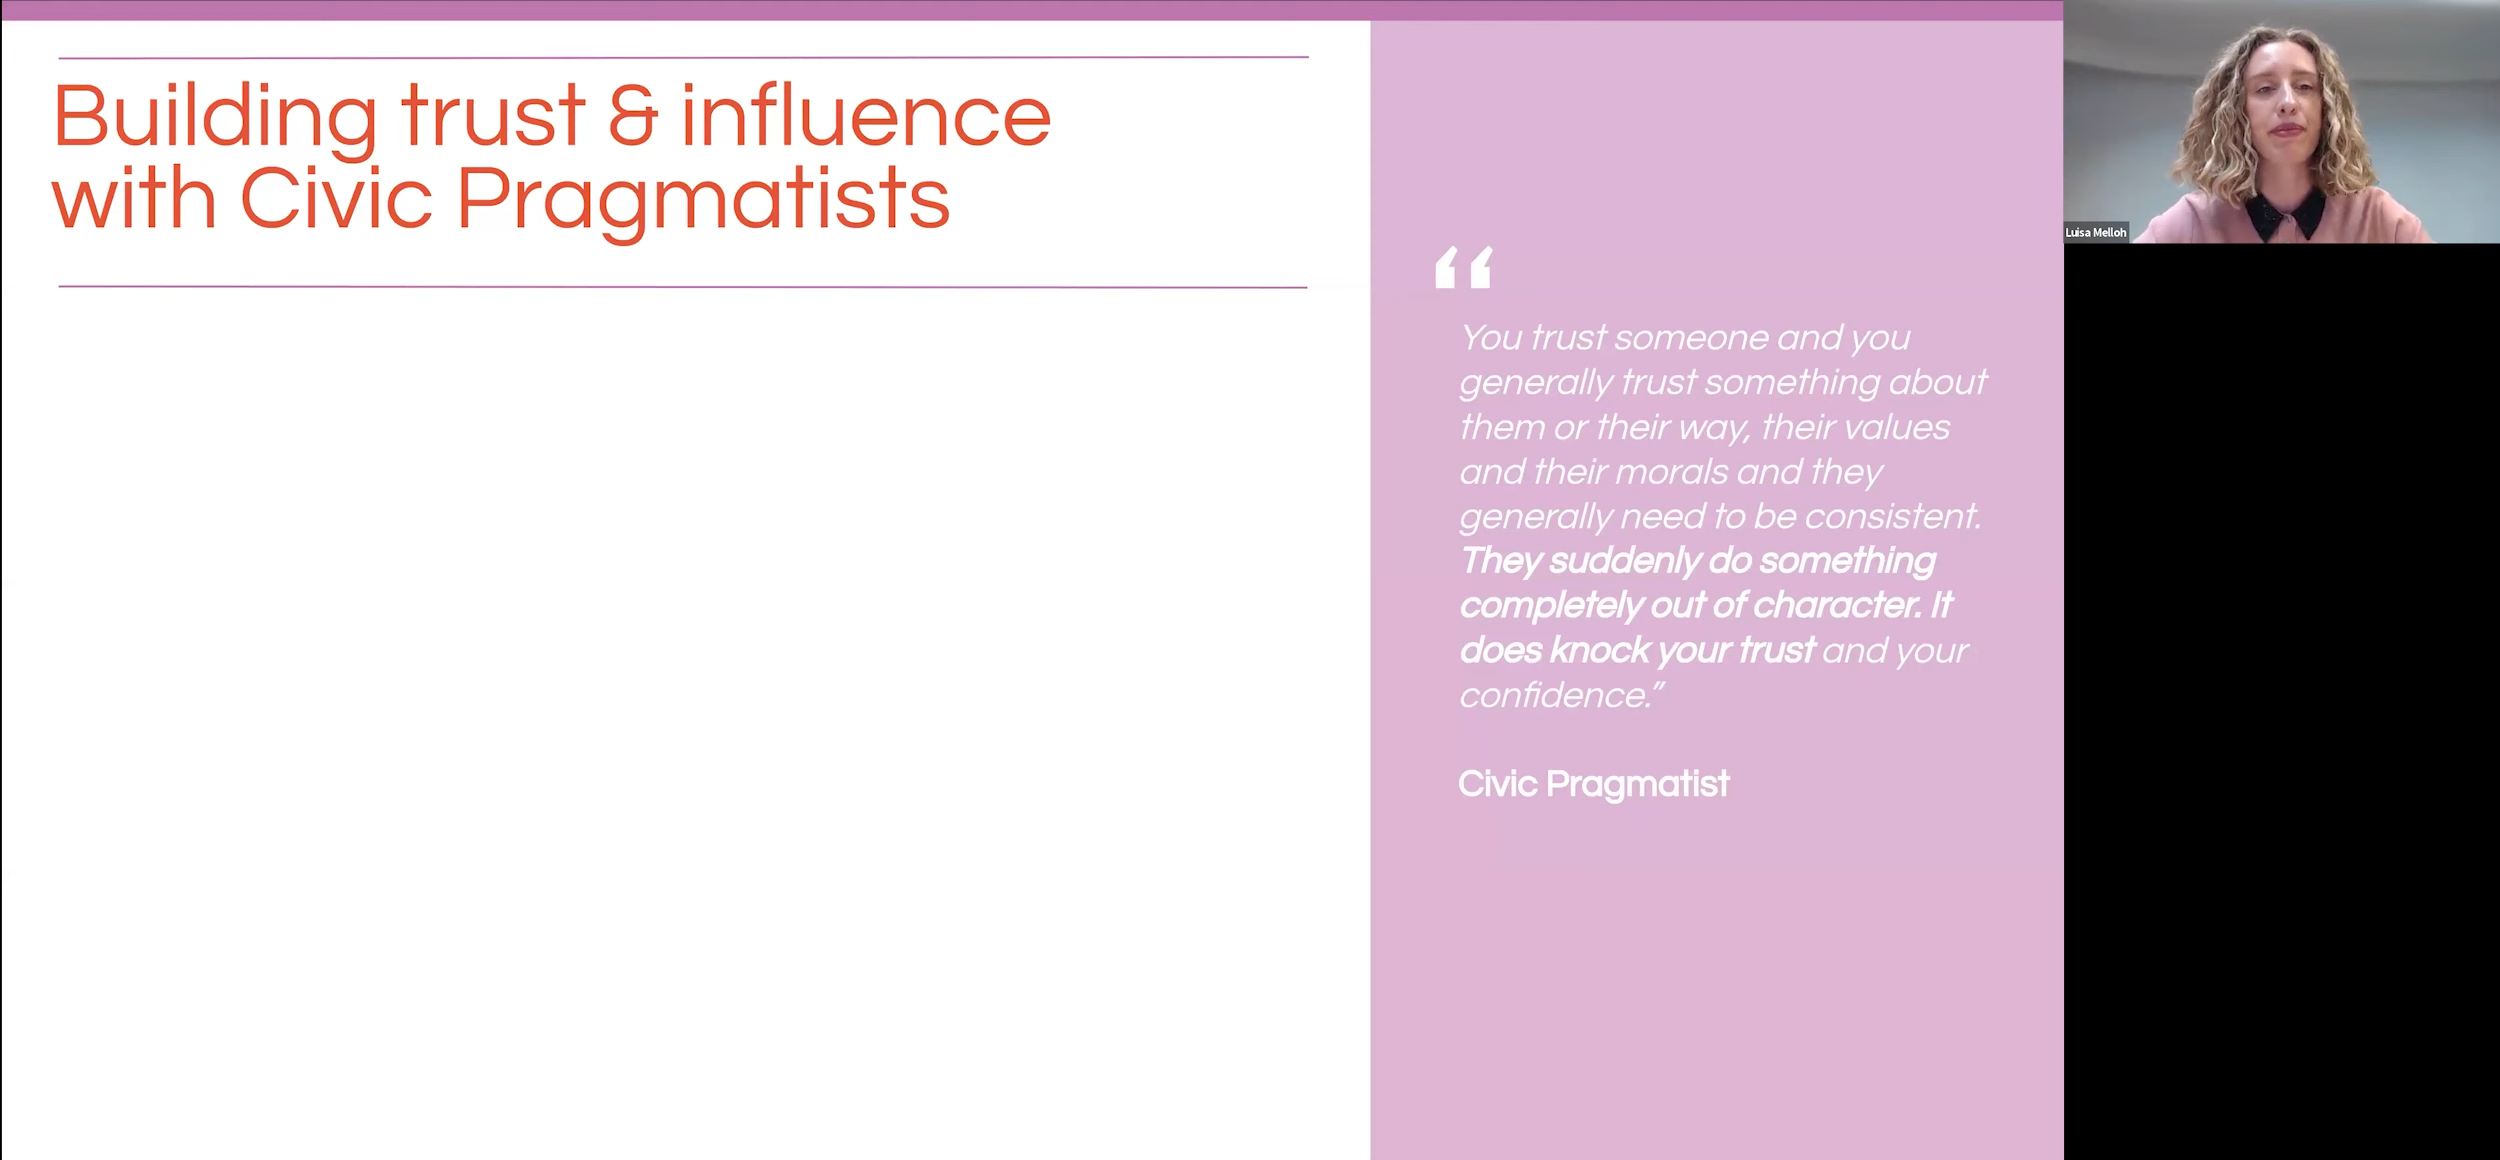 Building trust & influence
with Civic Pragmatists
“
You trust someone and you
generally trust something about
them or their way, their values
and their morals and they
generally need to be consistent.
They suddenly do something
completely out of character. It
does knock your trust and your
confidence.”
Civic Pragmatist
Luisa Melloh